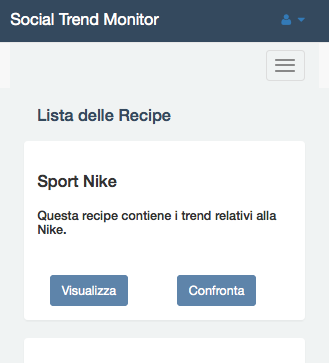 Social Trend Monitor
Lista delle Recipe
Sport Nike
Questa recipe contiene i trend relativi alla
Nike.
Visualizza
Confronta